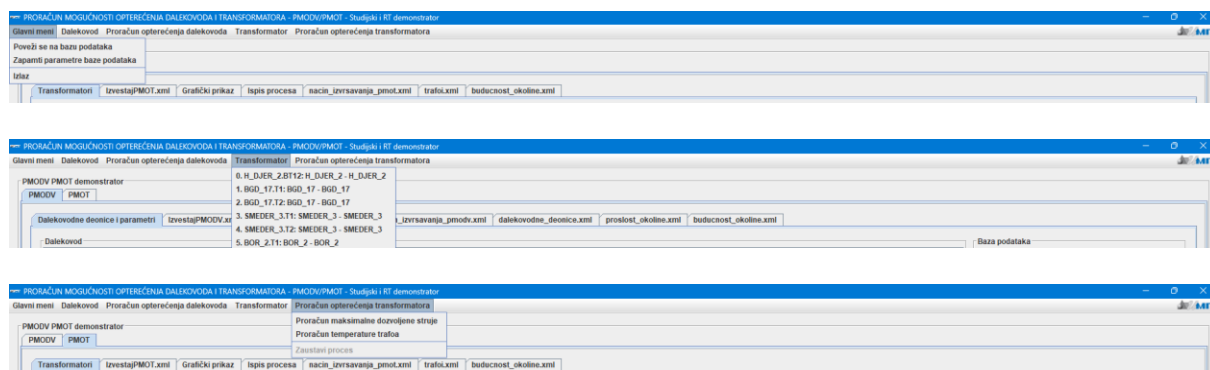 PRORAČUN MOGUĆNOSTI OPTEREĆENJA DALEKOVODA I TRANSFORMATORA - PMODV/PMOT - Studijski i RT demonstrator
Glavni meni Dalekovod Proračun opterećenja dalekovoda Transformator Proračun opterećenja transformatora
Poveži se na bazu podataka
Zapamti parametre baze podataka
Izlaz
Transformatori IzvestajPMOT.xml Grafički prikaz Ispis procesa nacin_izvrsavanja_pmot.xml trafoi.xml buducnost_okoline.xml
PRORAČUN MOGUĆNOSTI OPTEREĆENJA DALEKOVODA I TRANSFORMATORA - PMODV/PMOT - Studijski i RT demonstrator
Glavni meni Dalekovod Proračun opterećenja dalekovoda Transformator Proračun opterećenja transformatora
0. H_DJER_2.BT12: H_DJER_2 - H_DJER_2
PMODV PMOT demonstrator
1. BGD_17.T1: BGD_17 - BGD_17
PMODV PMOT
2. BGD_17.T2: BGD_17 - BGD_17
3. SMEDER_3.T1: SMEDER_3 - SMEDER_3
Dalekovodne deonice i parametri IzvestajPMODV.xm n_izvrsavanja_pmodv.xml dalekovodne_deonice.xml proslost_okoline.xml buducnost_okoline.xml
4. SMEDER_3.T2: SMEDER_3 - SMEDER_3
Dalekovod 5. BOR_2.T1: BOR_2 - BOR_2 Baza podataka
PRORAČUN MOGUĆNOSTI OPTEREĆENJA DALEKOVODA I TRANSFORMATORA - PMODV/PMOT - Studijski i RT demonstrator
Glavni meni Dalekovod Proračun opterećenja dalekovoda Transformator Proračun opterećenja transformatora
Proračun maksimalne dozvoljene struje
PMODV PMOT demonstrator
Proračun temperature trafoa
PMODV PMOT
Zaustavi proces
Transformatori IzvestajPMOT.xml Grafički prikaz Ispis procesa nacin_izvrsavanja_pmot.xml trafoi.xml buducnost_okoline.xml